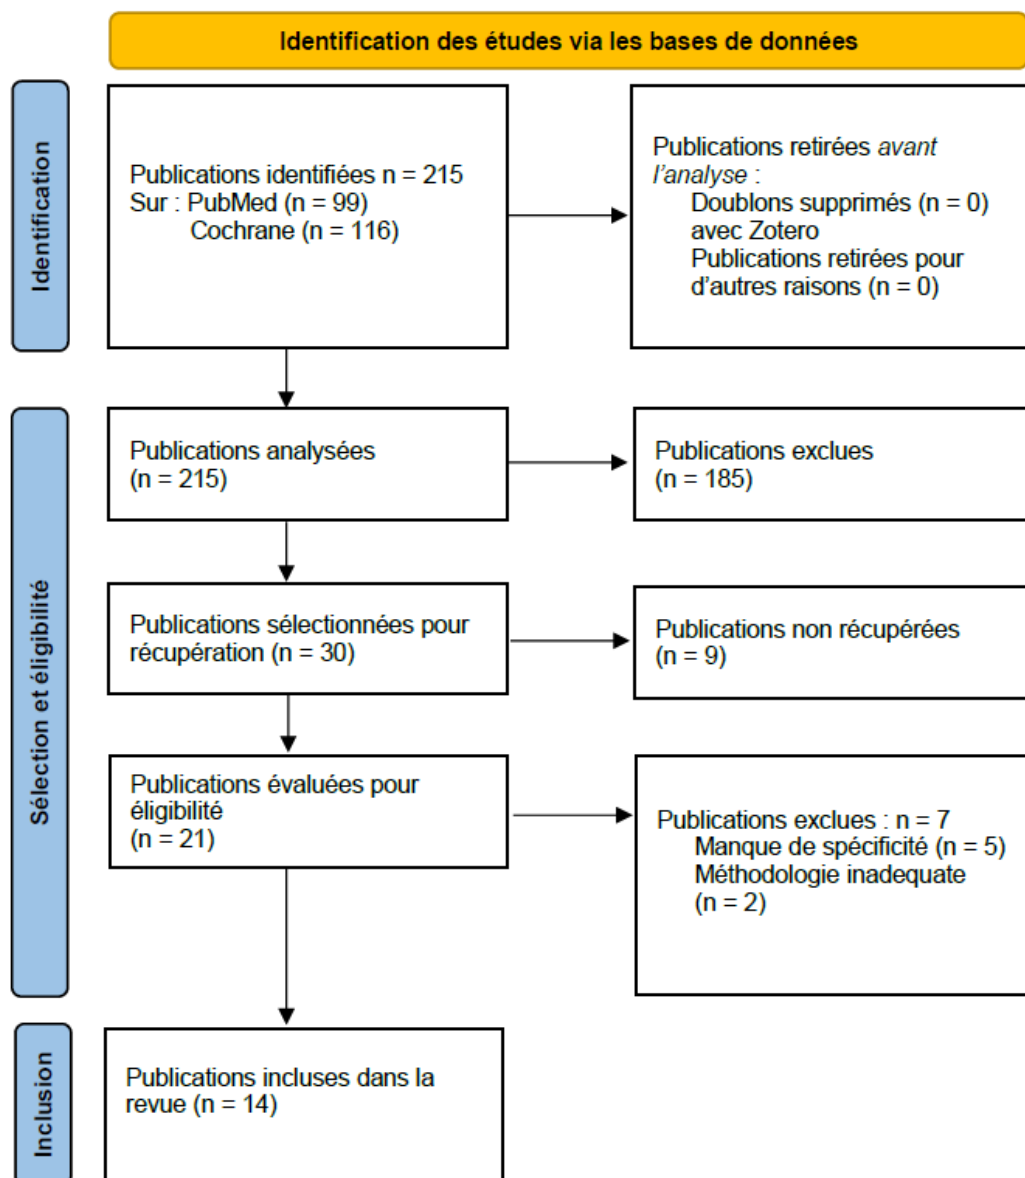 Identification des études via les bases de données
Identification
Publications identifiées n = 215
Sur : PubMed (n = 99)
Cochrane (n = 116)
Publications retirées avant
l'analyse :
Doublons supprimés (n = 0)
avec Zotero
Publications retirées pour
d'autres raisons (n = 0)
Sélection et éligibilité
Publications analysées
(n = 215)
Publications exclues
(n = 185)
Publications sélectionnées pour
récupération (n = 30)
Publications non récupérées
(n = 9)
Publications évaluées pour
éligibilité
(n = 21)
Publications exclues : n = 7
Manque de spécificité (n = 5)
Méthodologie inadequate
(n = 2)
Inclusion
Publications incluses dans la
revue (n = 14)